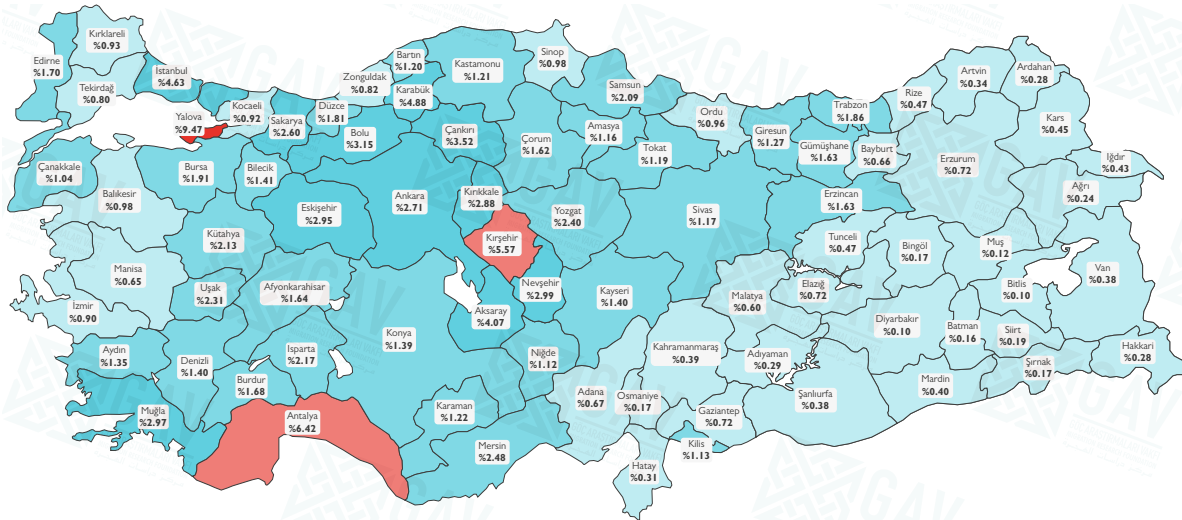 Kırklareli
%0.93
Edirne
%1.70
Tekirdağ
%0.80
İstanbul
%4.63
Yalova
%9.47
Kocaeli
%0.92
Sakarya
%2.60
Düzce
%1.81
Zonguldak
%0.82
Bartın
%1.20
Karabük
%4.88
Kastamonu
%1.21
Sinop
%0.98
Samsun
%2.09
Ordu
%0.96
Giresun
%1.27
Trabzon
%1.86
Rize
%0.47
Artvin
%0.34
Ardahan
%0.28
Kars
%0.45
Iğdır
%0.43
Ağrı
%0.24
Erzurum
%0.72
Bayburt
%0.66
Gümüşhane
%1.63
Erzincan
%1.63
Tokat
%1.19
Amasya
%1.16
Çorum
%1.62
Çankırı
%3.52
Bolu
%3.15
Bilecik
%1.41
Bursa
%1.91
Çanakkale
%1.04
Balıkesir
%0.98
Kütahya
%2.13
Eskişehir
%2.95
Ankara
%2.71
Kırıkkale
%2.88
Kırşehir
%5.57
Yozgat
%2.40
Sivas
%1.17
Tunceli
%0.47
Bingöl
%0.17
Muş
%0.12
Bitlis
%0.10
Van
%0.38
Hakkari
%0.28
Şırnak
%0.17
Siirt
%0.19
Batman
%0.16
Diyarbakır
%0.10
Elazığ
%0.72
Malatya
%0.60
Mardin
%0.40
Şanlıurfa
%0.38
Adıyaman
%0.29
Kahramanmaraş
%0.39
Gaziantep
%0.72
Kilis
%1.13
Hatay
%0.31
Osmaniye
%0.17
Adana
%0.67
Kayseri
%1.40
Nevşehir
%2.99
Aksaray
%4.07
Niğde
%1.12
Konya
%1.39
Karaman
%1.22
Mersin
%2.48
Antalya
%6.42
Isparta
%2.17
Burdur
%1.68
Afyonkarahisar
%1.64
Uşak
%2.31
Manisa
%0.65
İzmir
%0.90
Aydın
%1.35
Denizli
%1.40
Muğla
%2.97
GAV